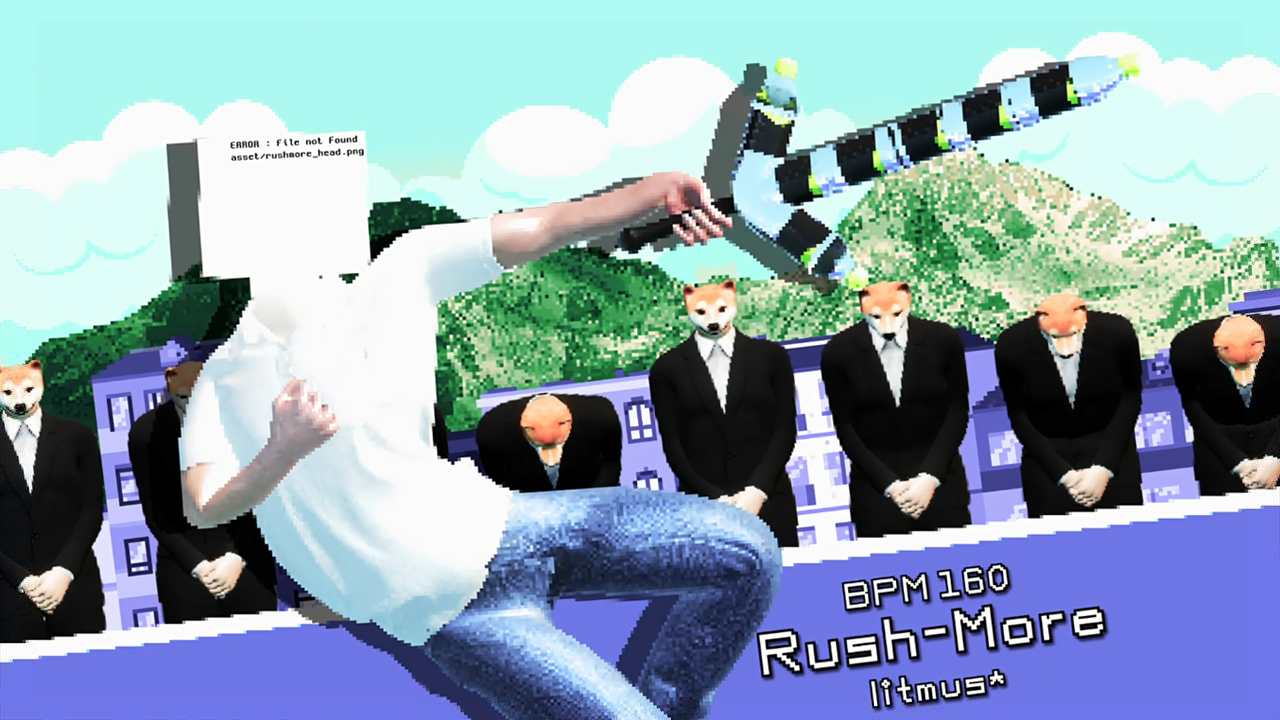 ERROR : File not Found
asset/rushmore_head.png
BPM 160
Rush-More
litmus*